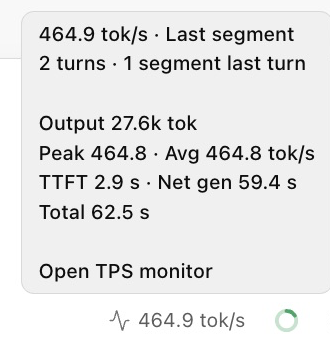 464.9 tok/s · Last segment
2 turns · 1 segment last turn
Output 27.6k tok
Peak 464.8 · Avg 464.8 tok/s
TTFT 2.9 s · Net gen 59.4 s
Total 62.5 s
Open TPS monitor
464.9 tok/s